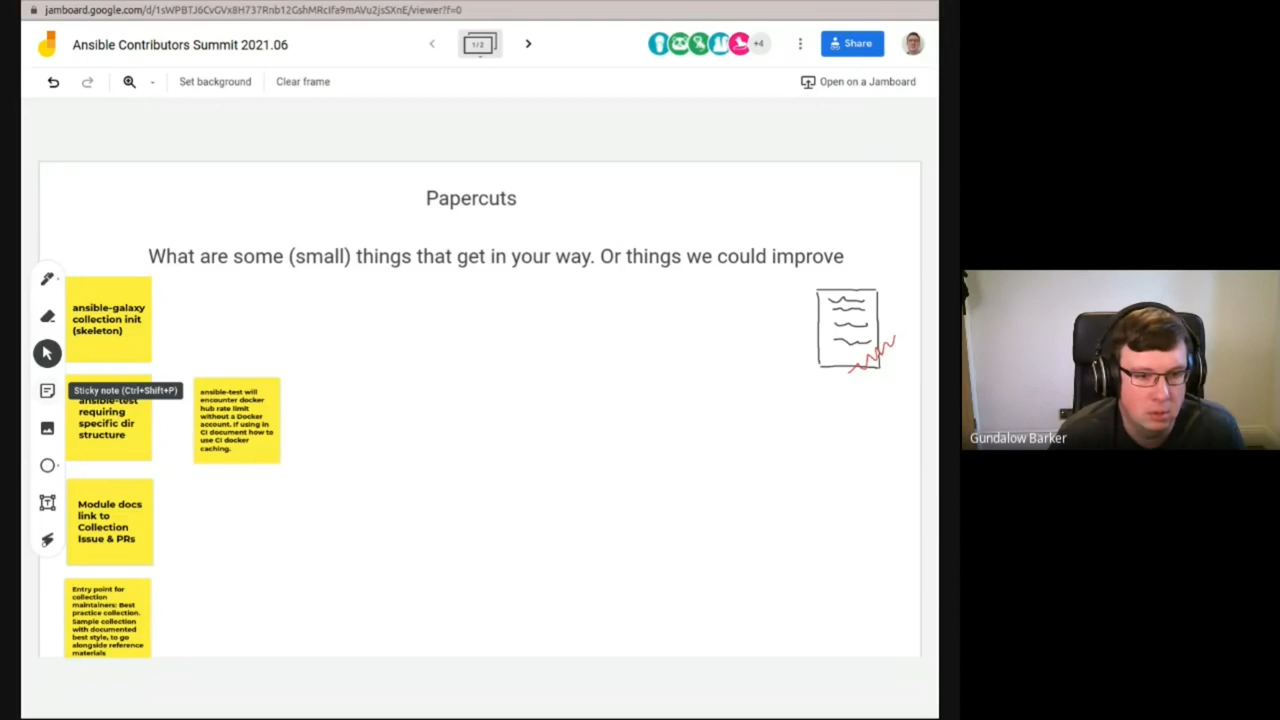 jamboard.google.com/d/1sWPBTJ6CvGVx8H737Rnb12GshMRcIfa9mAVu2jsSXnE/viewer?f=0
Ansible Contributors Summit 2021.06
1/2
+4
Share
Set background
Clear frame
Open on a Jamboard
Papercuts
What are some (small) things that get in your way. Or things we could improve
ansible-galaxy
collection init
(skeleton)
Sticky note (Ctrl+Shift+P)
ansible-test
requiring
specific dir
structure
ansible-test will
encounter docker
hub rate limit
without a Docker
account. If using in
CI document how to
use CI docker
caching.
Module docs
link to
Collection
Issue & PRs
Entry point for
collection
maintainers: Best
practice collection.
Sample collection
with documented
best style, to go
alongside reference
materials
Gundalow Barker